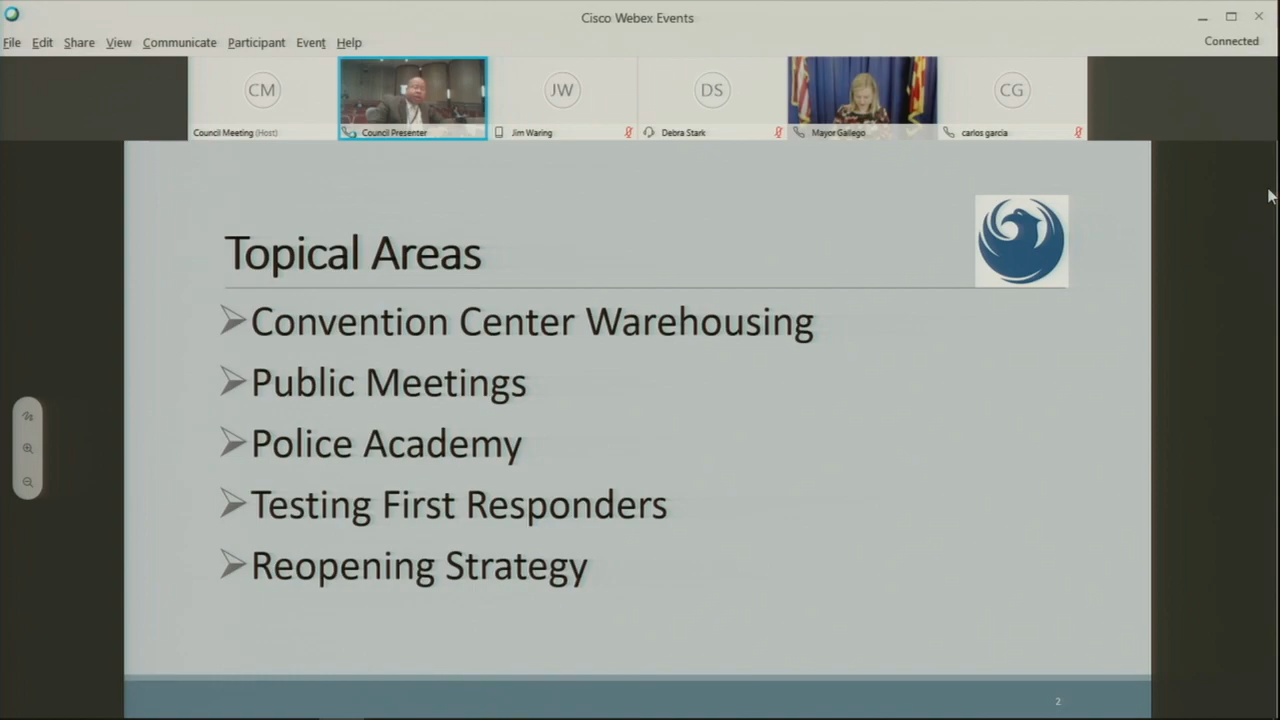 Cisco Webex Events
File Edit Share View Communicate Participant Event Help
Connected
CM
JW
DS
CG
Council Meeting (Host)
Council Presenter
Jim Waring
Debra Stark
Mayor Gallego
carlos garcia
Topical Areas
Convention Center Warehousing
Public Meetings
Police Academy
Testing First Responders
Reopening Strategy
2